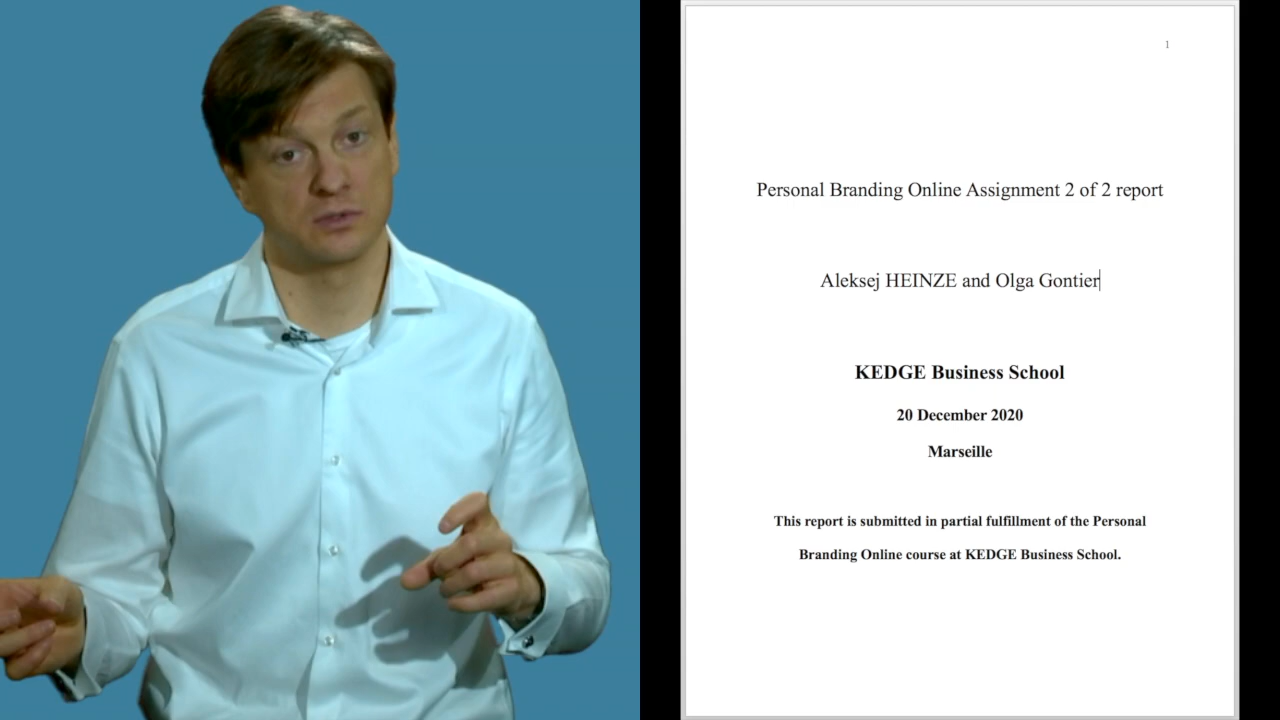 1
Personal Branding Online Assignment 2 of 2 report
Aleksej HEINZE and Olga Gontier
KEDGE Business School
20 December 2020
Marseille
This report is submitted in partial fulfillment of the Personal
Branding Online course at KEDGE Business School.